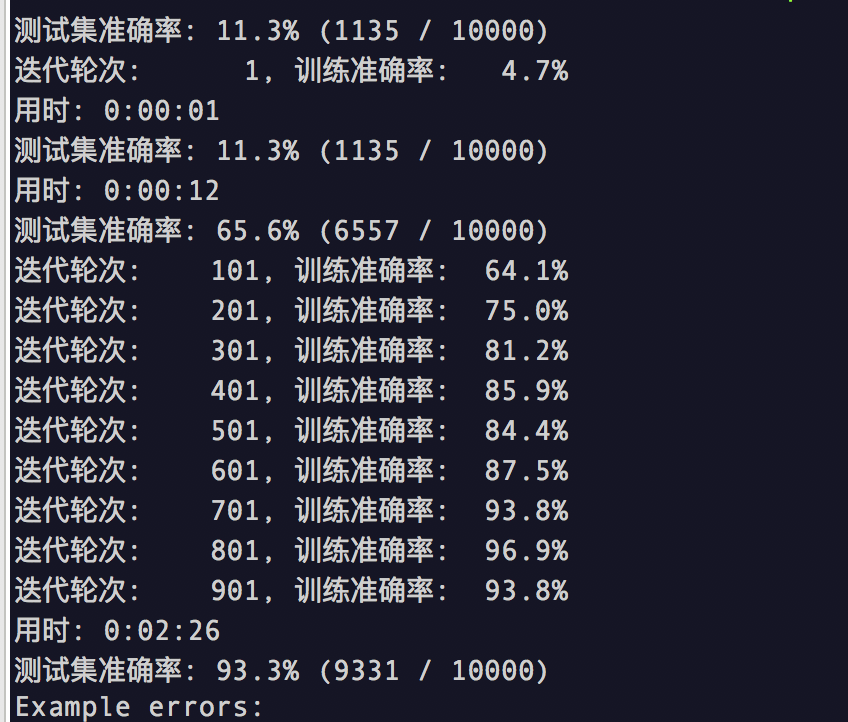 测试集准确率: 11.3% (1135 / 10000)
迭代轮次:      1, 训练准确率:   4.7%
用时: 0:00:01
测试集准确率: 11.3% (1135 / 10000)
用时: 0:00:12
测试集准确率: 65.6% (6557 / 10000)
迭代轮次:    101, 训练准确率:  64.1%
迭代轮次:    201, 训练准确率:  75.0%
迭代轮次:    301, 训练准确率:  81.2%
迭代轮次:    401, 训练准确率:  85.9%
迭代轮次:    501, 训练准确率:  84.4%
迭代轮次:    601, 训练准确率:  87.5%
迭代轮次:    701, 训练准确率:  93.8%
迭代轮次:    801, 训练准确率:  96.9%
迭代轮次:    901, 训练准确率:  93.8%
用时: 0:02:26
测试集准确率: 93.3% (9331 / 10000)
Example errors: